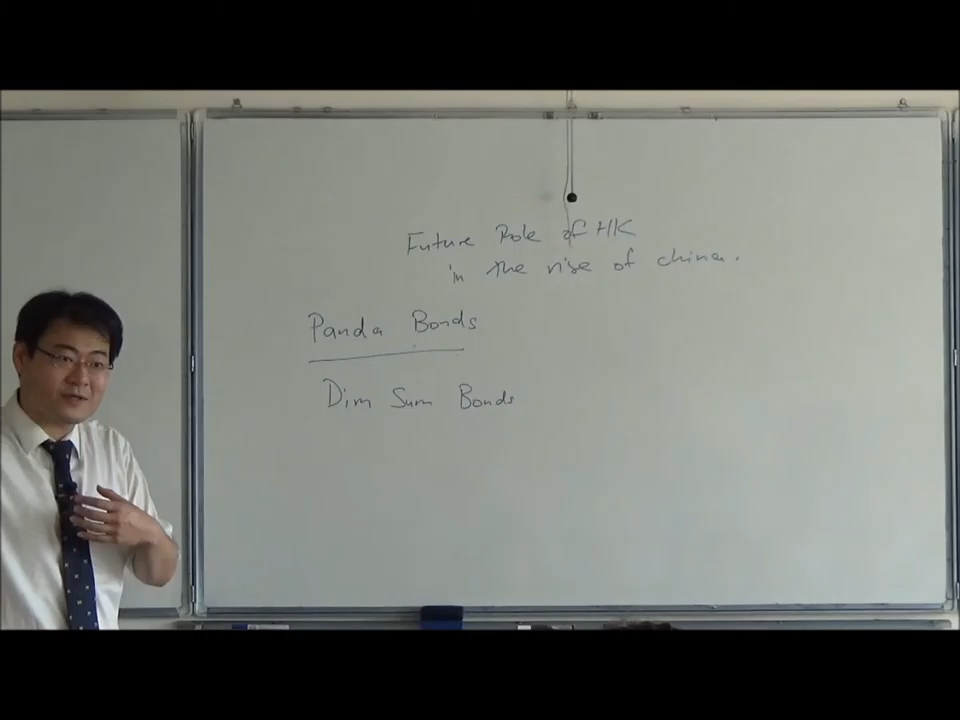 Future Role of HK
in the rise of china.
Panda Bonds
Dim Sum Bonds